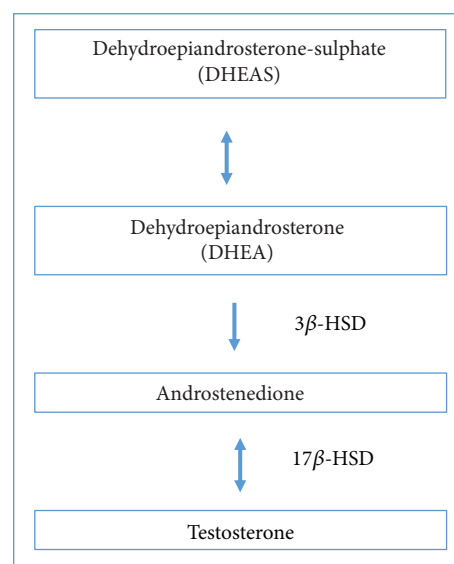 Dehydroepiandrosterone-sulphate
(DHEAS)
Dehydroepiandrosterone
(DHEA)
3β-HSD
Androstenedione
17β-HSD
Testosterone